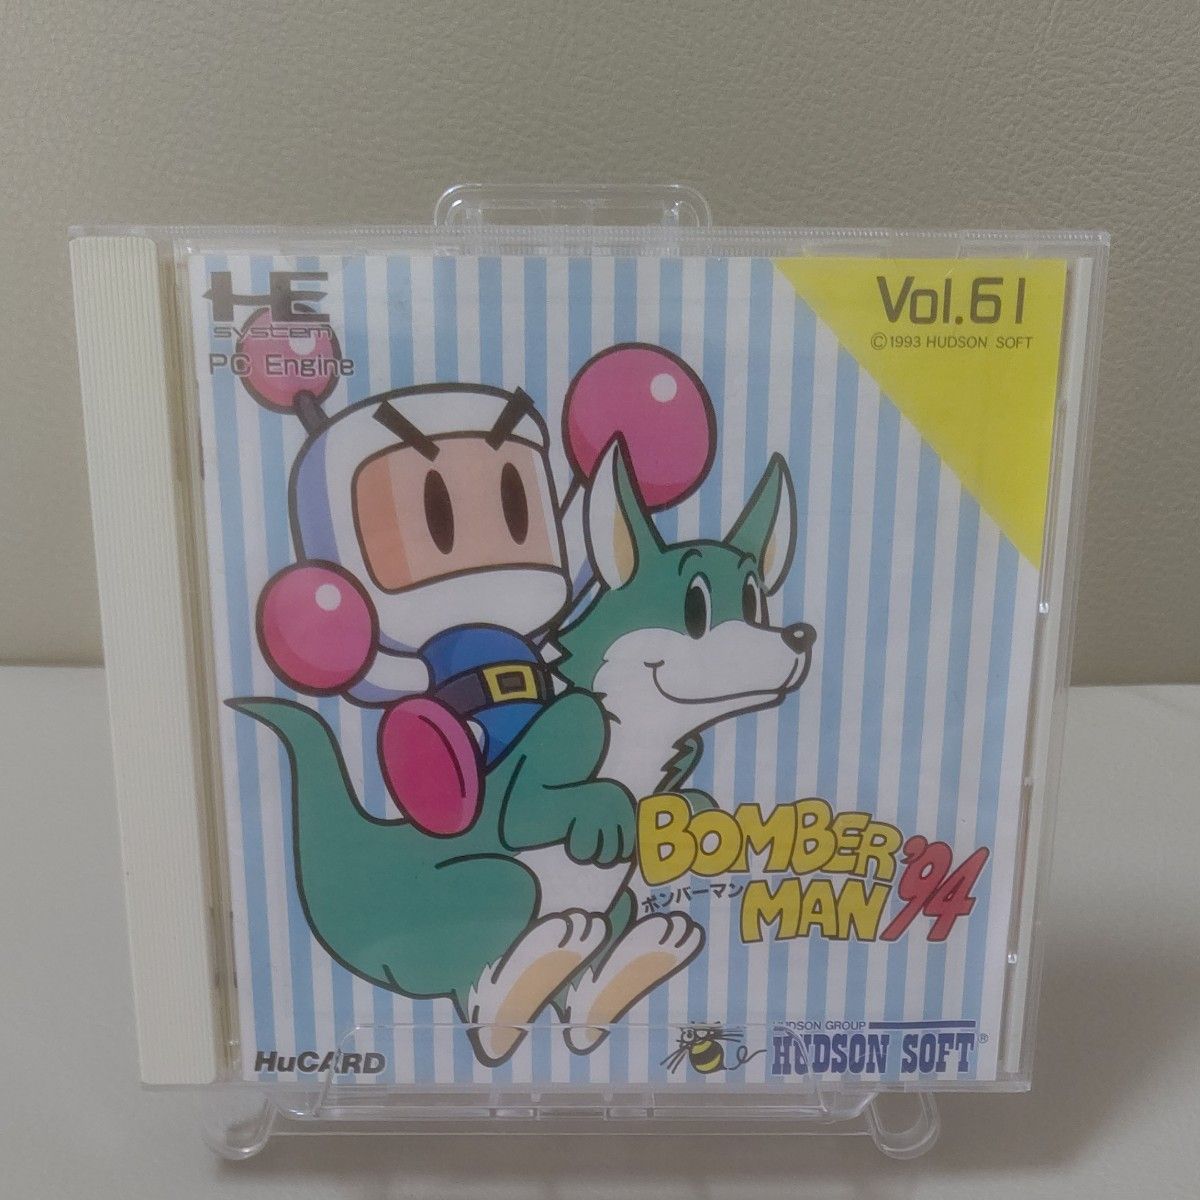 HE
system
PC Engine
Vol.61
©1993 HUDSON SOFT
BOMBER
MAN '94
ボンバーマン
HuCARD
HUDSON GROUP
HUDSON SOFT®